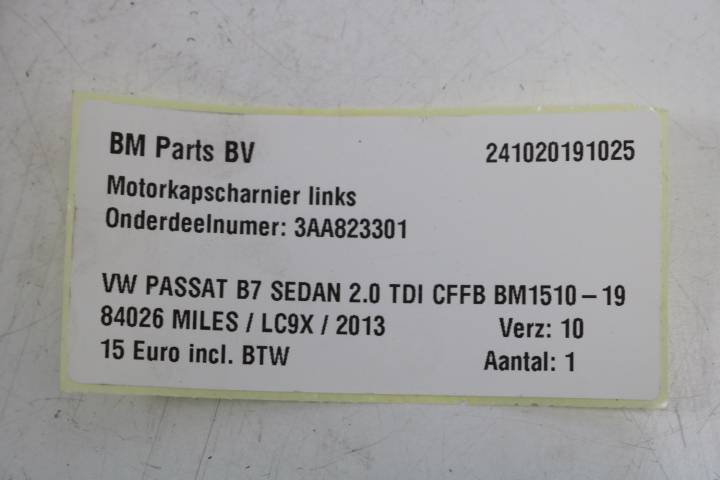 BM Parts BV 241020191025
Motorkapscharnier links
Onderdeelnumer: 3AA823301
VW PASSAT B7 SEDAN 2.0 TDI CFFB BM1510-19
84026 MILES / LC9X / 2013 Verz: 10
15 Euro incl. BTW Aantal: 1